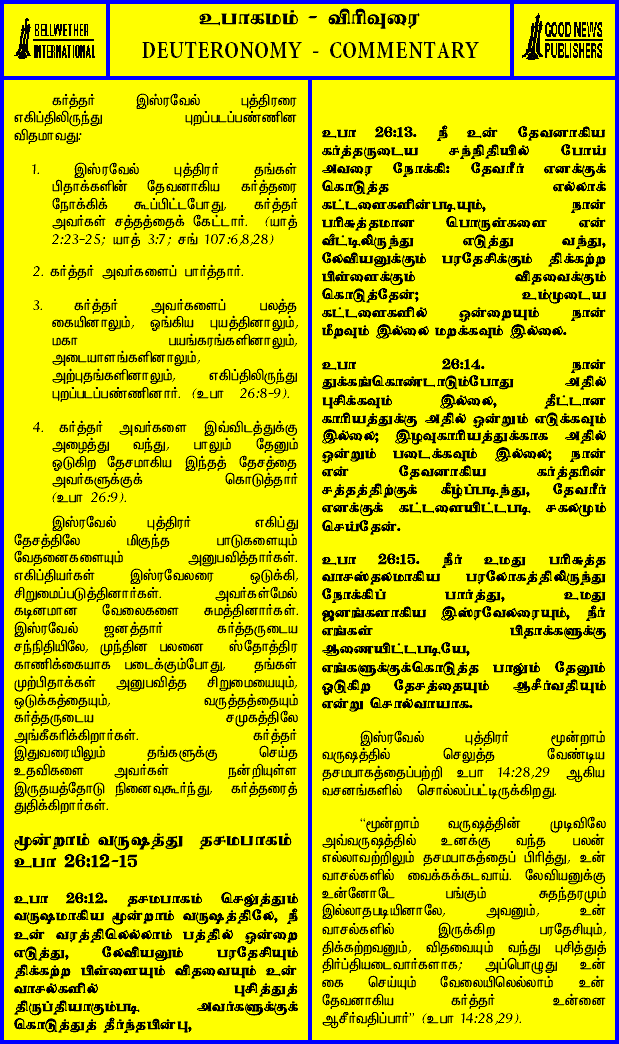 BELLWETHER
INTERNATIONAL
உபாகமம் - விரிவுரை
DEUTERONOMY - COMMENTARY
GOOD NEWS
PUBLISHERS
கர்த்தர் இஸ்ரவேல் புத்திரரை
எகிப்திலிருந்து புறப்படப்பண்ணின
விதமாவது:
1. இஸ்ரவேல் புத்திரர் தங்கள்
பிதாக்களின் தேவனாகிய கர்த்தரை
நோக்கிக் கூப்பிட்டபோது, கர்த்தர்
அவர்கள் சத்தத்தைக் கேட்டார். (யாத்
2:23-25; யாத் 3:7; சங் 107:6,8,28)
2. கர்த்தர் அவர்களைப் பார்த்தார்.
3. கர்த்தர் அவர்களைப் பலத்த
கையினாலும், ஓங்கிய புயத்தினாலும்,
மகா பயங்கரங்களினாலும்,
அடையாளங்களினாலும்,
அற்புதங்களினாலும், எகிப்திலிருந்து
புறப்படப்பண்ணினார். (உபா 26:8-9).
4. கர்த்தர் அவர்களை இவ்விடத்துக்கு
அழைத்து வந்து, பாலும் தேனும்
ஓடுகிற தேசமாகிய இந்தத் தேசத்தை
அவர்களுக்குக் கொடுத்தார்
(உபா 26:9).
இஸ்ரவேல் புத்திரர் எகிப்து
தேசத்திலே மிகுந்த பாடுகளையும்
வேதனைகளையும் அனுபவித்தார்கள்.
எகிப்தியர்கள் இஸ்ரவேலரை ஒடுக்கி,
சிறுமைப்படுத்தினார்கள். அவர்கள்மேல்
கடினமான வேலைகளை சுமத்தினார்கள்.
இஸ்ரவேல் ஜனத்தார் கர்த்தருடைய
சந்நிதியிலே, முந்தின பலனை ஸ்தோத்திர
காணிக்கையாக படைக்கும்போது, தங்கள்
முற்பிதாக்கள் அனுபவித்த சிறுமையையும்,
ஒடுக்கத்தையும், வருத்தத்தையும்
கர்த்தருடைய சமுகத்திலே
அங்கீகரிக்கிறார்கள். கர்த்தர்
இதுவரையிலும் தங்களுக்கு செய்த
உதவிகளை அவர்கள் நன்றியுள்ள
இருதயத்தோடு நினைவுகூர்ந்து, கர்த்தரைத்
துதிக்கிறார்கள்.
மூன்றாம் வருஷத்து தசமபாகம்
உபா 26:12-15
உபா 26:12. தசமபாகம் செலுத்தும்
வருஷமாகிய மூன்றாம் வருஷத்திலே, நீ
உன் வரத்திலெல்லாம் பத்தில் ஒன்றை
எடுத்து, லேவியனும் பரதேசியும்
திக்கற்ற பிள்ளையும் விதவையும் உன்
வாசல்களில் புசித்துத்
திருப்தியாகும்படி அவர்களுக்குக்
கொடுத்துத் தீர்ந்தபின்பு,
உபா 26:13. நீ உன் தேவனாகிய
கர்த்தருடைய சந்நிதியில் போய்
அவரை நோக்கி: தேவரீர் எனக்குக்
கொடுத்த எல்லாக்
கட்டளைகளின்படியும், நான்
பரிசுத்தமான பொருள்களை என்
வீட்டிலிருந்து எடுத்து வந்து,
லேவியனுக்கும் பரதேசிக்கும் திக்கற்ற
பிள்ளைக்கும் விதவைக்கும்
கொடுத்தேன்; உம்முடைய
கட்டளைகளில் ஒன்றையும் நான்
மீறவும் இல்லை மறக்கவும் இல்லை.
உபா 26:14. நான்
துக்கங்கொண்டாடும்போது அதில்
புசிக்கவும் இல்லை, தீட்டான
காரியத்துக்கு அதில் ஒன்றும் எடுக்கவும்
இல்லை; இழவுகாரியத்துக்காக அதில்
ஒன்றும் படைக்கவும் இல்லை; நான்
என் தேவனாகிய கர்த்தரின்
சத்தத்திற்குக் கீழ்ப்படிந்து, தேவரீர்
எனக்குக் கட்டளையிட்டபடி சகலமும்
செய்தேன்.
உபா 26:15. நீர் உமது பரிசுத்த
வாசஸ்தலமாகிய பரலோகத்திலிருந்து
நோக்கிப் பார்த்து, உமது
ஜனங்களாகிய இஸ்ரவேலரையும், நீர்
எங்கள் பிதாக்களுக்கு
ஆணையிட்டபடியே,
எங்களுக்குக்கொடுத்த பாலும் தேனும்
ஓடுகிற தேசத்தையும் ஆசீர்வதியும்
என்று சொல்வாயாக.
இஸ்ரவேல் புத்திரர் மூன்றாம்
வருஷத்தில் செலுத்த வேண்டிய
தசமபாகத்தைப்பற்றி உபா 14:28,29 ஆகிய
வசனங்களில் சொல்லப்பட்டிருக்கிறது.
“மூன்றாம் வருஷத்தின் முடிவிலே
அவ்வருஷத்தில் உனக்கு வந்த பலன்
எல்லாவற்றிலும் தசமபாகத்தைப் பிரித்து, உன்
வாசல்களில் வைக்கக்கடவாய். லேவியனுக்கு
உன்னோடே பங்கும் சுதந்தரமும்
இல்லாதபடியினாலே, அவனும், உன்
வாசல்களில் இருக்கிற பரதேசியும்,
திக்கற்றவனும், விதவையும் வந்து புசித்துத்
திர்ப்தியடைவார்களாக; அப்பொழுது உன்
கை செய்யும் வேலையிலெல்லாம் உன்
தேவனாகிய கர்த்தர் உன்னை
ஆசீர்வதிப்பார்” (உபா 14:28,29).